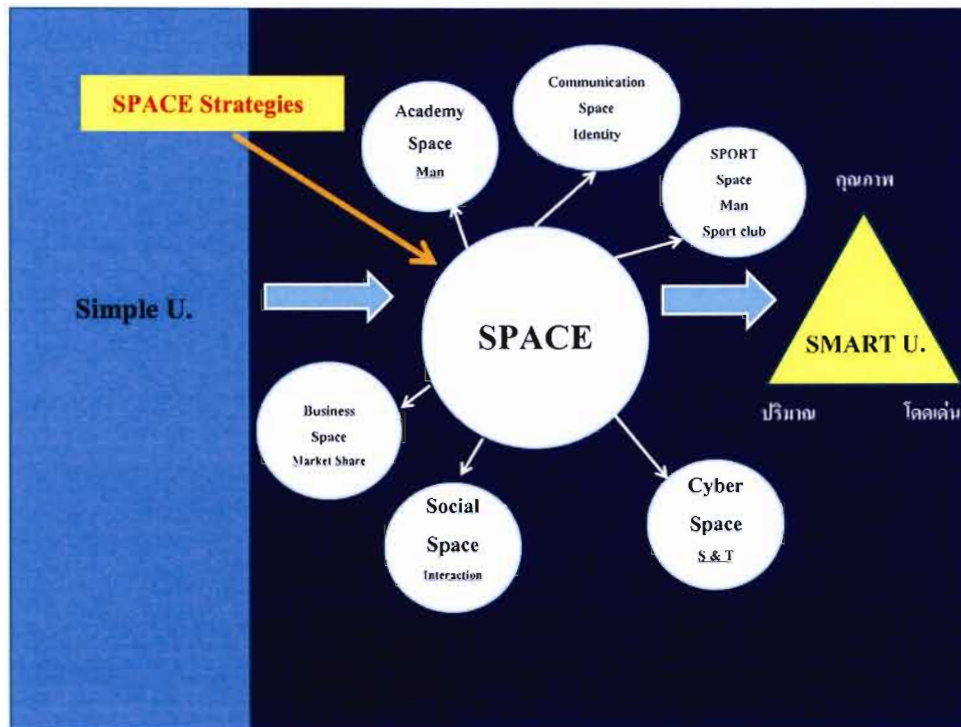 SPACE Strategies
Academy
Space
Man
Communication
Space
Identity
SPORT
Space
Man
Sport club
คุณภาพ
Simple U.
SPACE
SMART U.
ปริมาณ
โดดเด่น
Business
Space
Market Share
Social
Space
Interaction
Cyber
Space
S & T